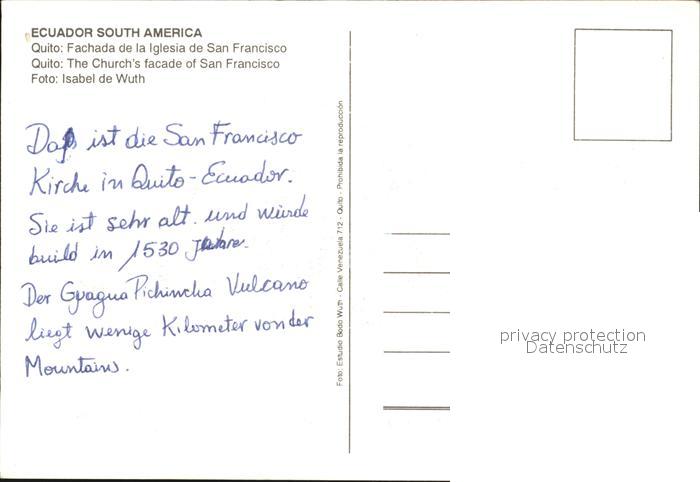 ECUADOR SOUTH AMERICA
Quito: Fachada de la Iglesia de San Francisco
Quito: The Church's facade of San Francisco
Foto: Isabel de Wuth
Daß ist die San Francisco
Kirche in Quito - Ecuador.
Sie ist sehr alt. und würde
build in 1530 Jahre.
Der Gyagua Pichincha Vulcano
liegt wenige Kilometer von der
Mountains.
Foto: Estudio Bodo Wuth - Calle Venezuela 712 - Quito - Prohibida la reproducción
privacy protection
Datenschutz